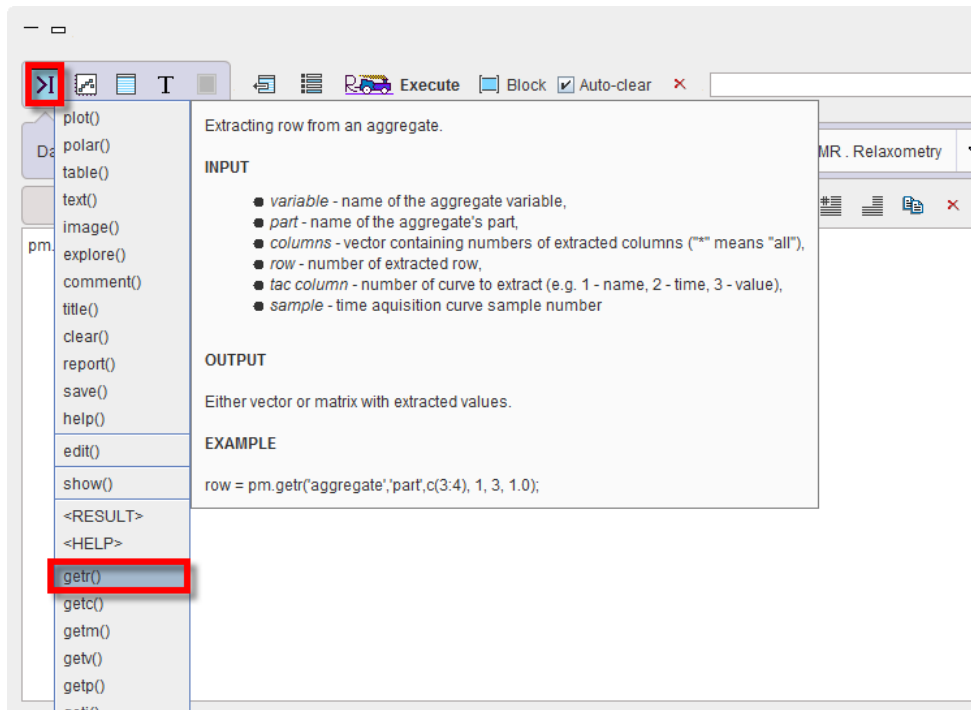 >I T R Execute Block Auto-clear
plot()
polar()
table()
text()
image()
explore()
comment()
title()
clear()
report()
save()
help()
edit()
show()
<RESULT>
<HELP>
getr()
getc()
getm()
getv()
getp()
Extracting row from an aggregate.
INPUT
variable - name of the aggregate variable,
part - name of the aggregate's part,
columns - vector containing numbers of extracted columns ("*" means "all"),
row - number of extracted row,
tac column - number of curve to extract (e.g. 1 - name, 2 - time, 3 - value),
sample - time aquisition curve sample number
OUTPUT
Either vector or matrix with extracted values.
EXAMPLE
row = pm.getr('aggregate','part',c(3:4), 1, 3, 1.0);
MR . Relaxometry
pm.